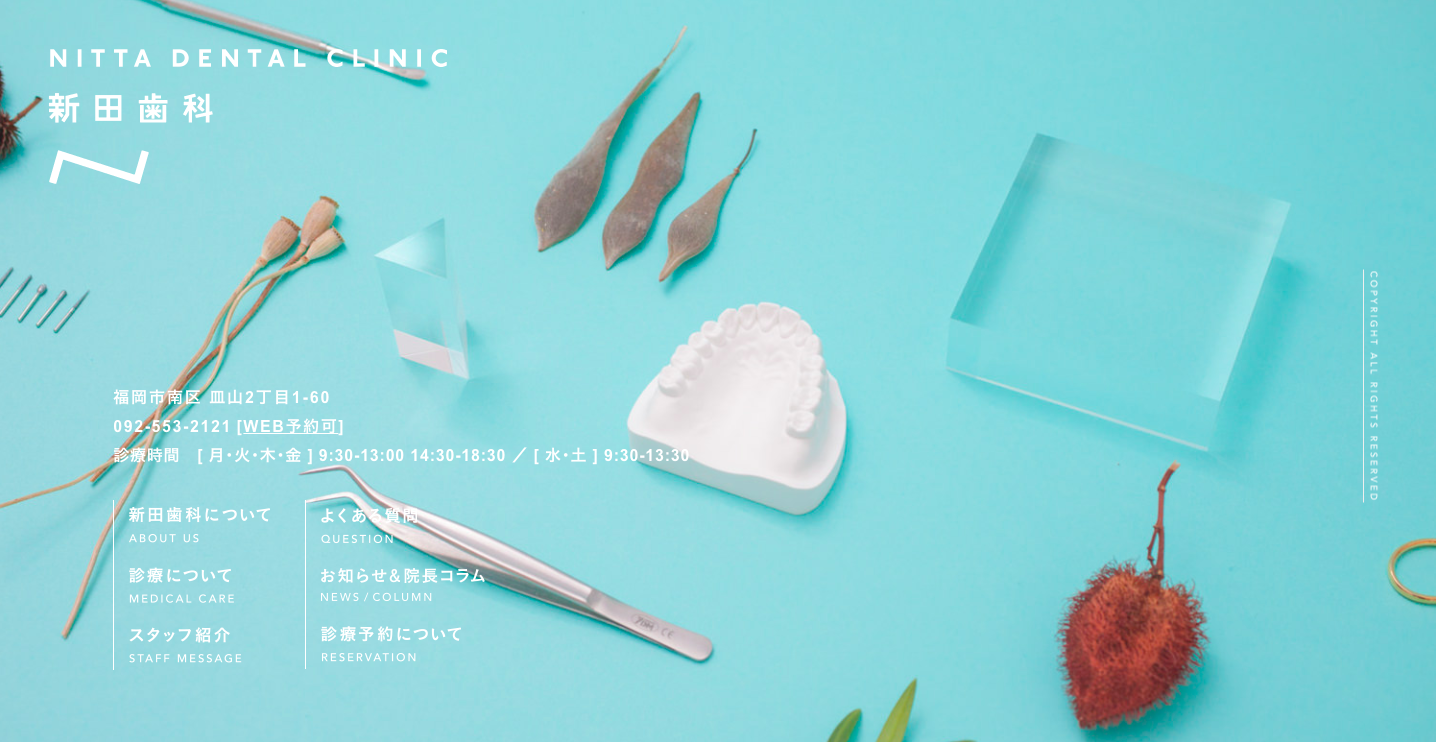 NITTA DENTAL CLINIC
新田歯科
福岡市南区 皿山2丁目1-60
092-553-2121 [WEB予約可]
診療時間　[ 月・火・木・金 ] 9:30-13:00 14:30-18:30 ／ [ 水・土 ] 9:30-13:30
新田歯科について
ABOUT US
診療について
MEDICAL CARE
スタッフ紹介
STAFF MESSAGE
よくある質問
QUESTION
お知らせ&院長コラム
NEWS / COLUMN
診療予約について
RESERVATION
COPYRIGHT ALL RIGHTS RESERVED